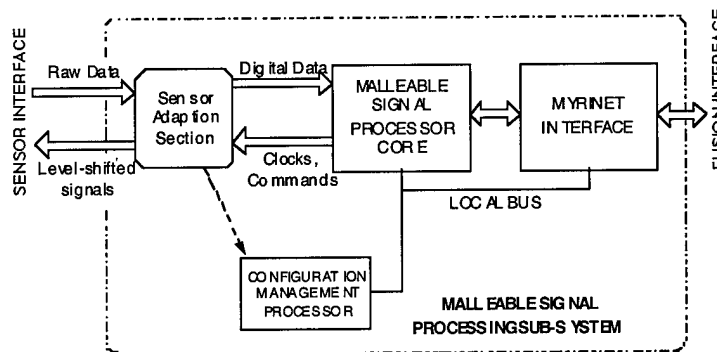 SENSOR INTERFACE
Raw Data
Level-shifted
signals
Sensor
Adaption
Section
Digital Data
Clocks,
Commands
MALLEABLE
SIGNAL
PROCESSOR
CORE
MYRINET
INTERFACE
FUSION INTERFACE
LOCAL BUS
CONFIGURATION
MANAGEMENT
PROCESSOR
MALLEABLE SIGNAL
PROCESSING SUB-SYSTEM